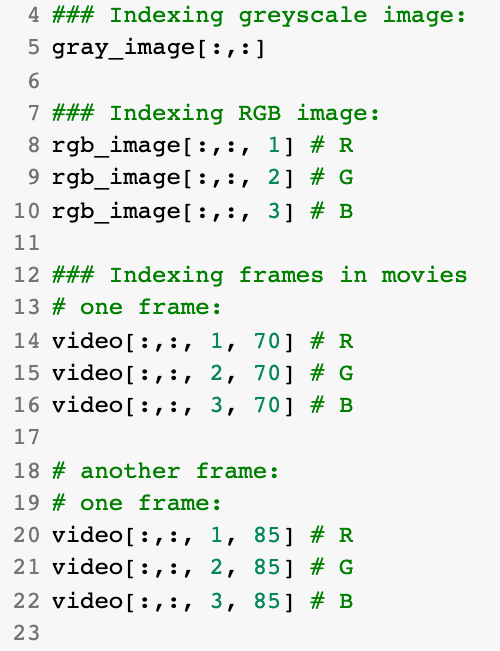 4 ### Indexing greyscale image:
5 gray_image[:,:]
6
7 ### Indexing RGB image:
8 rgb_image[:,:, 1] # R
9 rgb_image[:,:, 2] # G
10 rgb_image[:,:, 3] # B
11
12 ### Indexing frames in movies
13 # one frame:
14 video[:,:, 1, 70] # R
15 video[:,:, 2, 70] # G
16 video[:,:, 3, 70] # B
17
18 # another frame:
19 # one frame:
20 video[:,:, 1, 85] # R
21 video[:,:, 2, 85] # G
22 video[:,:, 3, 85] # B
23